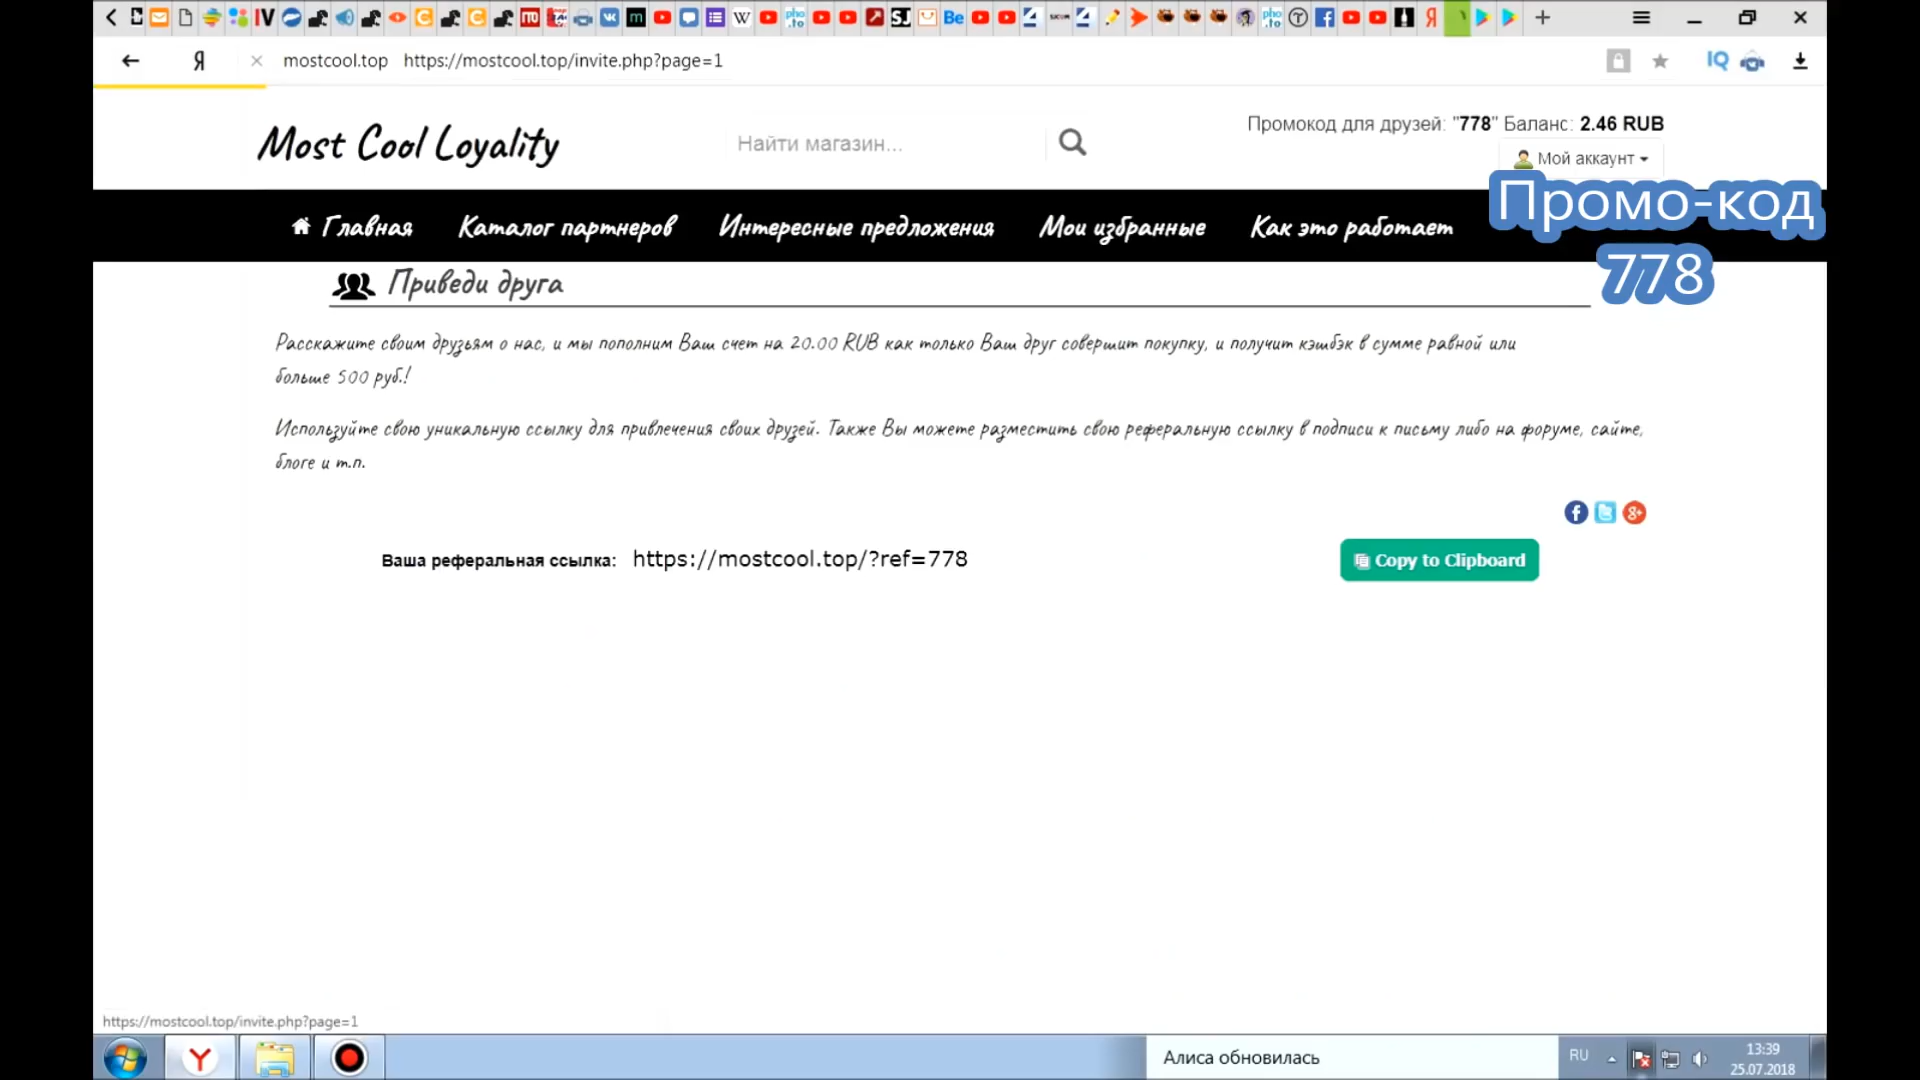 mostcool.top https://mostcool.top/invite.php?page=1
Most Cool Loyality
Найти магазин...
Промокод для друзей: "778" Баланс: 2.46 RUB
Мой аккаунт
Промо-код
778
Главная Каталог партнеров Интересные предложения Мои избранные Как это работает
Приведи друга
Расскажите своим друзьям о нас, и мы пополним Ваш счет на 20.00 RUB как только Ваш друг совершит покупку, и получит кэшбэк в сумме равной или
больше 500 руб.!
Используйте свою уникальную ссылку для привлечения своих друзей. Также Вы можете разместить свою реферальную ссылку в подписи к письму либо на форуме, сайте,
блоге и т.п.
Ваша реферальная ссылка: https://mostcool.top/?ref=778
Copy to Clipboard
https://mostcool.top/invite.php?page=1
Алиса обновилась
RU
13:39
25.07.2018